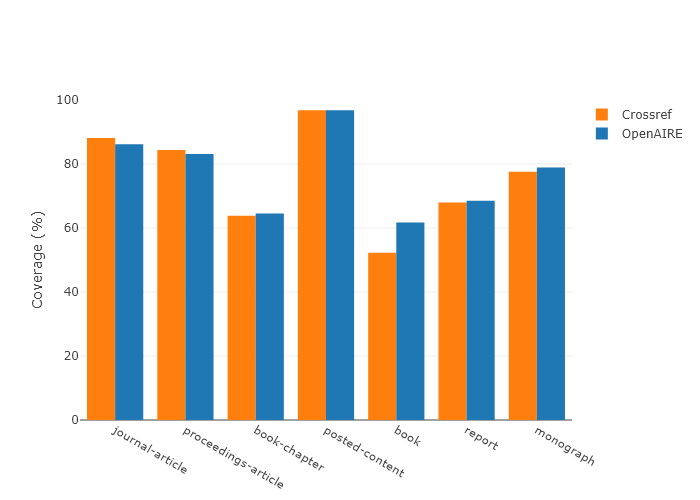 100
80
60
40
20
0
Coverage (%)
journal-article
proceedings-article
book-chapter
posted-content
book
report
monograph
Crossref
OpenAIRE